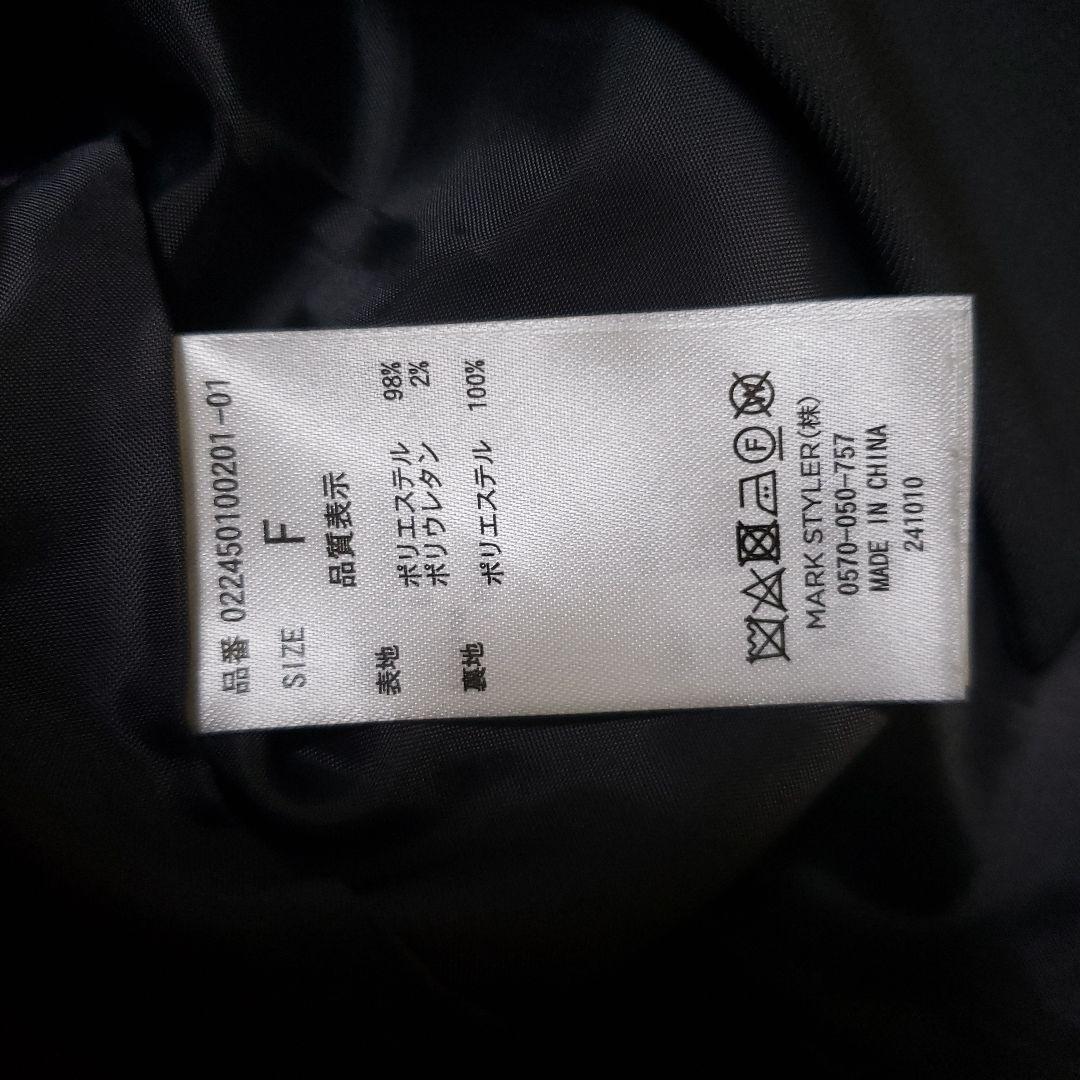 品番 022450100201-01
SIZE F
品質表示
表地 ポリエステル 98%
ポリウレタン 2%
裏地 ポリエステル 100%
F W
MARK STYLER(株)
0570-050-757
MADE IN CHINA
241010